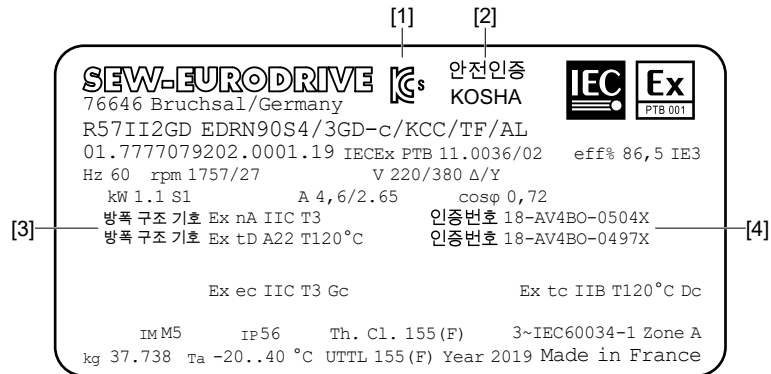 [1] [2]
SEW-EURODRIVE KCs 안전인증 KOSHA IEC Ex PTB 001
76646 Bruchsal/Germany
R57II2GD EDRN90S4/3GD-c/KCC/TF/AL
01.7777079202.0001.19 IECEx PTB 11.0036/02 eff% 86,5 IE3
Hz 60 rpm 1757/27 V 220/380 Δ/Y
kW 1.1 S1 A 4,6/2.65 cosφ 0,72
방폭 구조 기호 Ex nA IIC T3 인증번호 18-AV4BO-0504X
[3] 방폭 구조 기호 Ex tD A22 T120°C 인증번호 18-AV4BO-0497X [4]
Ex ec IIC T3 Gc Ex tc IIB T120°C Dc
IM M5 IP 56 Th. Cl. 155(F) 3~IEC60034-1 Zone A
kg 37.738 Ta -20..40 °C UTTL 155(F) Year 2019 Made in France